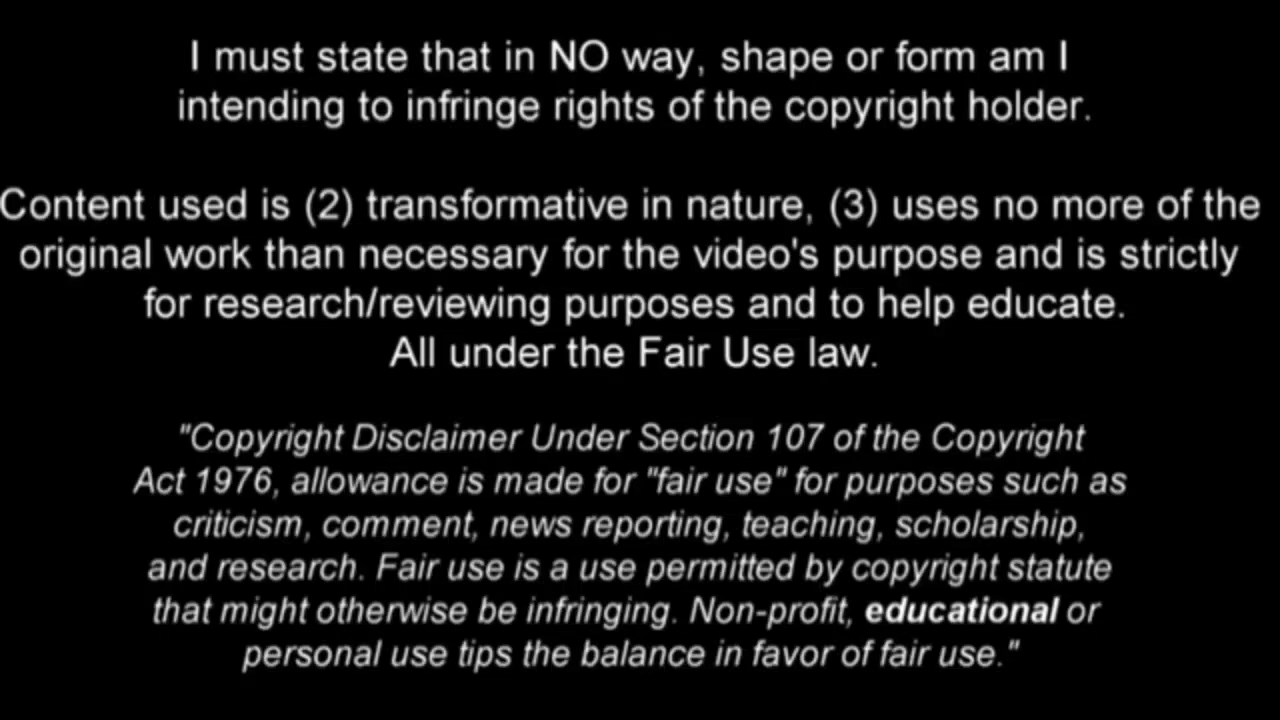 I must state that in NO way, shape or form am I
intending to infringe rights of the copyright holder.
Content used is (2) transformative in nature, (3) uses no more of the
original work than necessary for the video's purpose and is strictly
for research/reviewing purposes and to help educate.
All under the Fair Use law.
"Copyright Disclaimer Under Section 107 of the Copyright
Act 1976, allowance is made for "fair use" for purposes such as
criticism, comment, news reporting, teaching, scholarship,
and research. Fair use is a use permitted by copyright statute
that might otherwise be infringing. Non-profit, educational or
personal use tips the balance in favor of fair use."